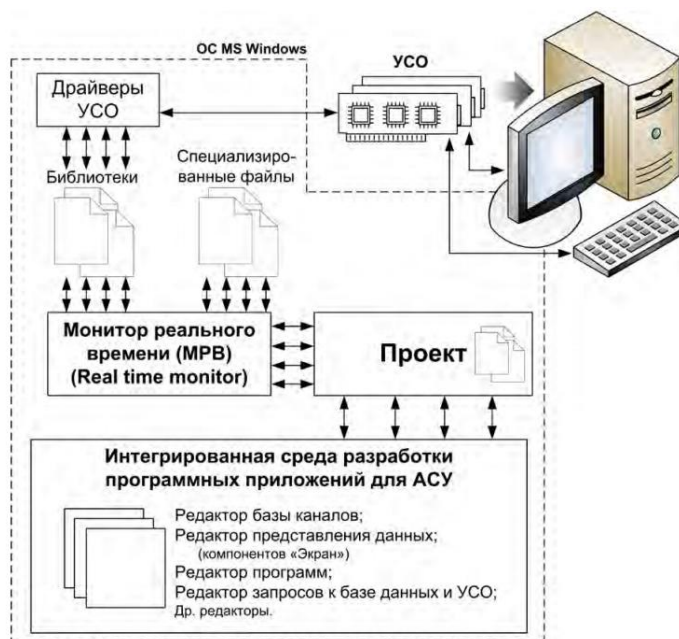 ОС MS Windows
УСО
Драйверы
УСО
Библиотеки
Специализиро-
ванные файлы
Монитор реального
времени (МРВ)
(Real time monitor)
Проект
Интегрированная среда разработки
программных приложений для АСУ
Редактор базы каналов;
Редактор представления данных;
(компонентов «Экран»)
Редактор программ;
Редактор запросов к базе данных и УСО;
Др. редакторы.